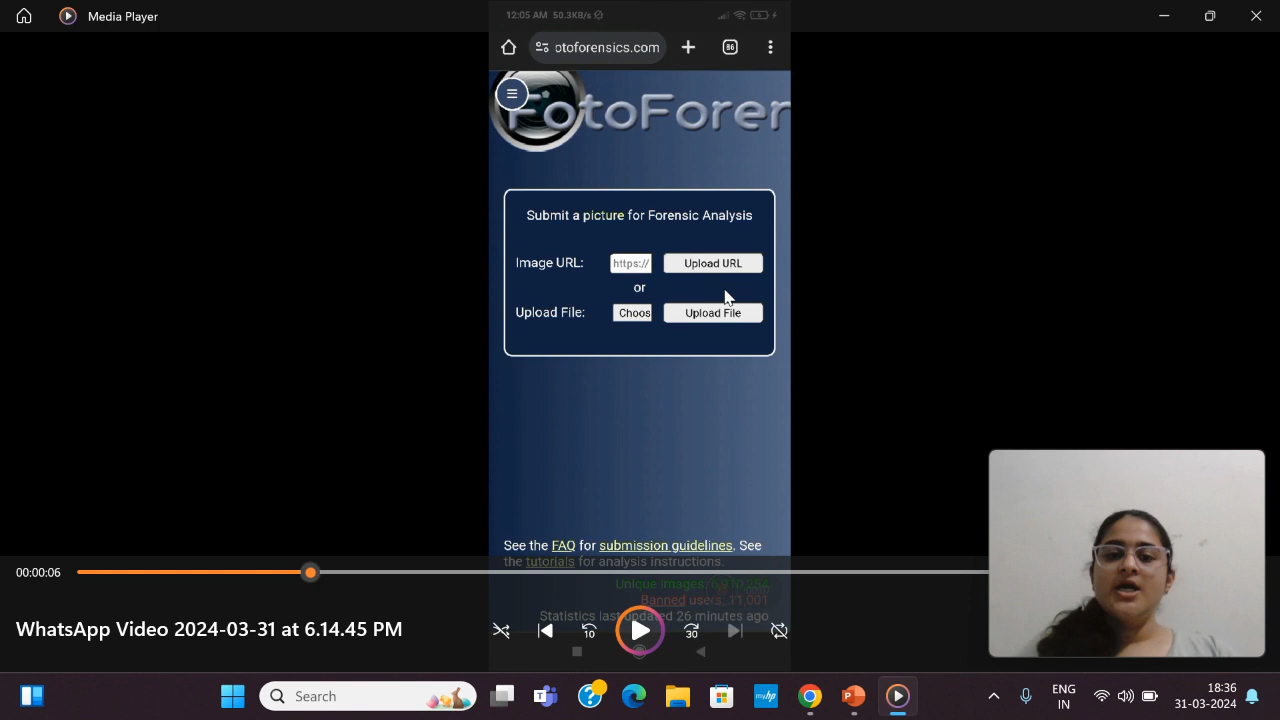 Media Player
12:05 AM 50.3KB/s
otoforensics.com
86
FotoForen
Submit a picture for Forensic Analysis
Image URL: https:// Upload URL
or
Upload File: Choos Upload File
See the FAQ for submission guidelines. See
the tutorials for analysis instructions.
Unique images:
Banned users: 11,001
Statistics last updated 26 minutes ago
00:00:06
WhatsApp Video 2024-03-31 at 6.14.45 PM
10
30
Search
myhp
ENG
IN
18:36
31-03-2024